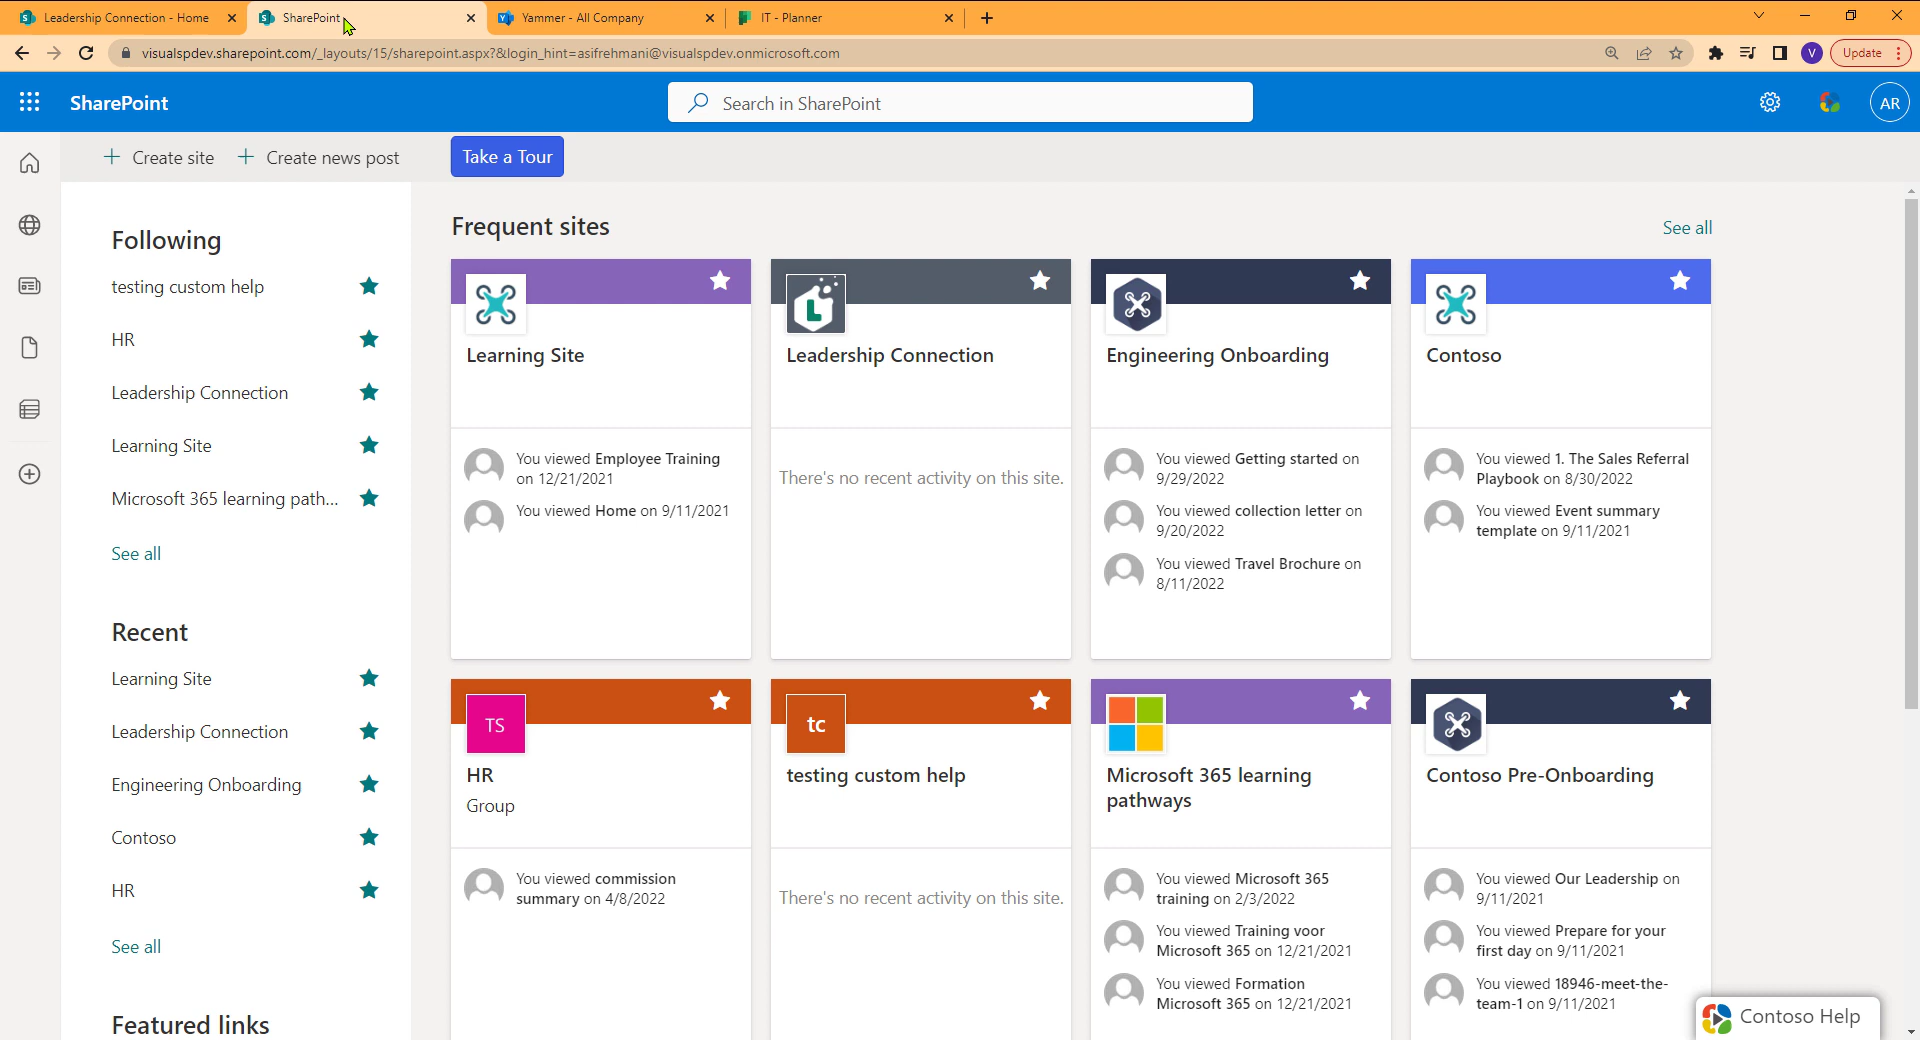 Leadership Connection - Home
SharePoint
Yammer - All Company
IT - Planner
visualspdev.sharepoint.com/_layouts/15/sharepoint.aspx?&login_hint=asifrehmani@visualspdev.onmicrosoft.com
V
Update
SharePoint
Search in SharePoint
AR
Create site
Create news post
Take a Tour
Following
testing custom help
HR
Leadership Connection
Learning Site
Microsoft 365 learning path...
See all
Recent
Learning Site
Leadership Connection
Engineering Onboarding
Contoso
HR
See all
Featured links
Frequent sites
See all
Learning Site
You viewed Employee Training
on 12/21/2021
You viewed Home on 9/11/2021
L
Leadership Connection
There's no recent activity on this site.
Engineering Onboarding
You viewed Getting started on
9/29/2022
You viewed collection letter on
9/20/2022
You viewed Travel Brochure on
8/11/2022
Contoso
You viewed 1. The Sales Referral
Playbook on 8/30/2022
You viewed Event summary
template on 9/11/2021
TS
HR
Group
You viewed commission
summary on 4/8/2022
tc
testing custom help
There's no recent activity on this site.
Microsoft 365 learning
pathways
You viewed Microsoft 365
training on 2/3/2022
You viewed Training voor
Microsoft 365 on 12/21/2021
You viewed Formation
Microsoft 365 on 12/21/2021
Contoso Pre-Onboarding
You viewed Our Leadership on
9/11/2021
You viewed Prepare for your
first day on 9/11/2021
You viewed 18946-meet-the-
team-1 on 9/11/2021
Contoso Help